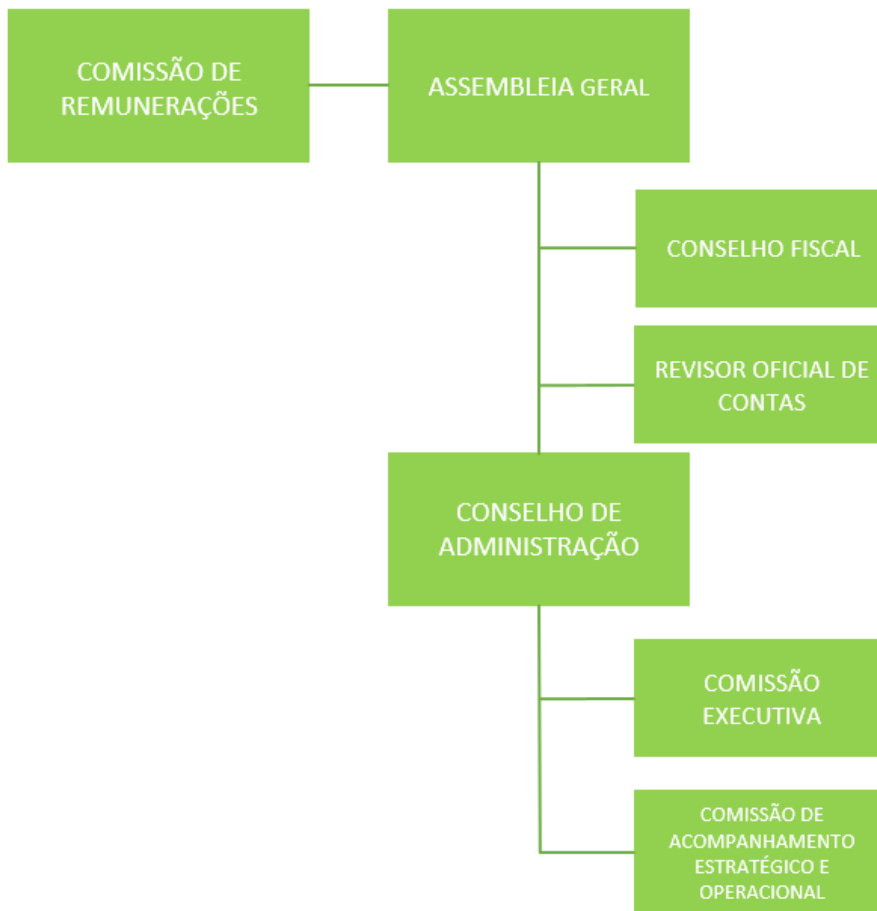 COMISSÃO DE
REMUNERAÇÕES
ASSEMBLEIA GERAL
CONSELHO FISCAL
REVISOR OFICIAL DE
CONTAS
CONSELHO DE
ADMINISTRAÇÃO
COMISSÃO
EXECUTIVA
COMISSÃO DE
ACOMPANHAMENTO
ESTRATÉGICO E
OPERACIONAL